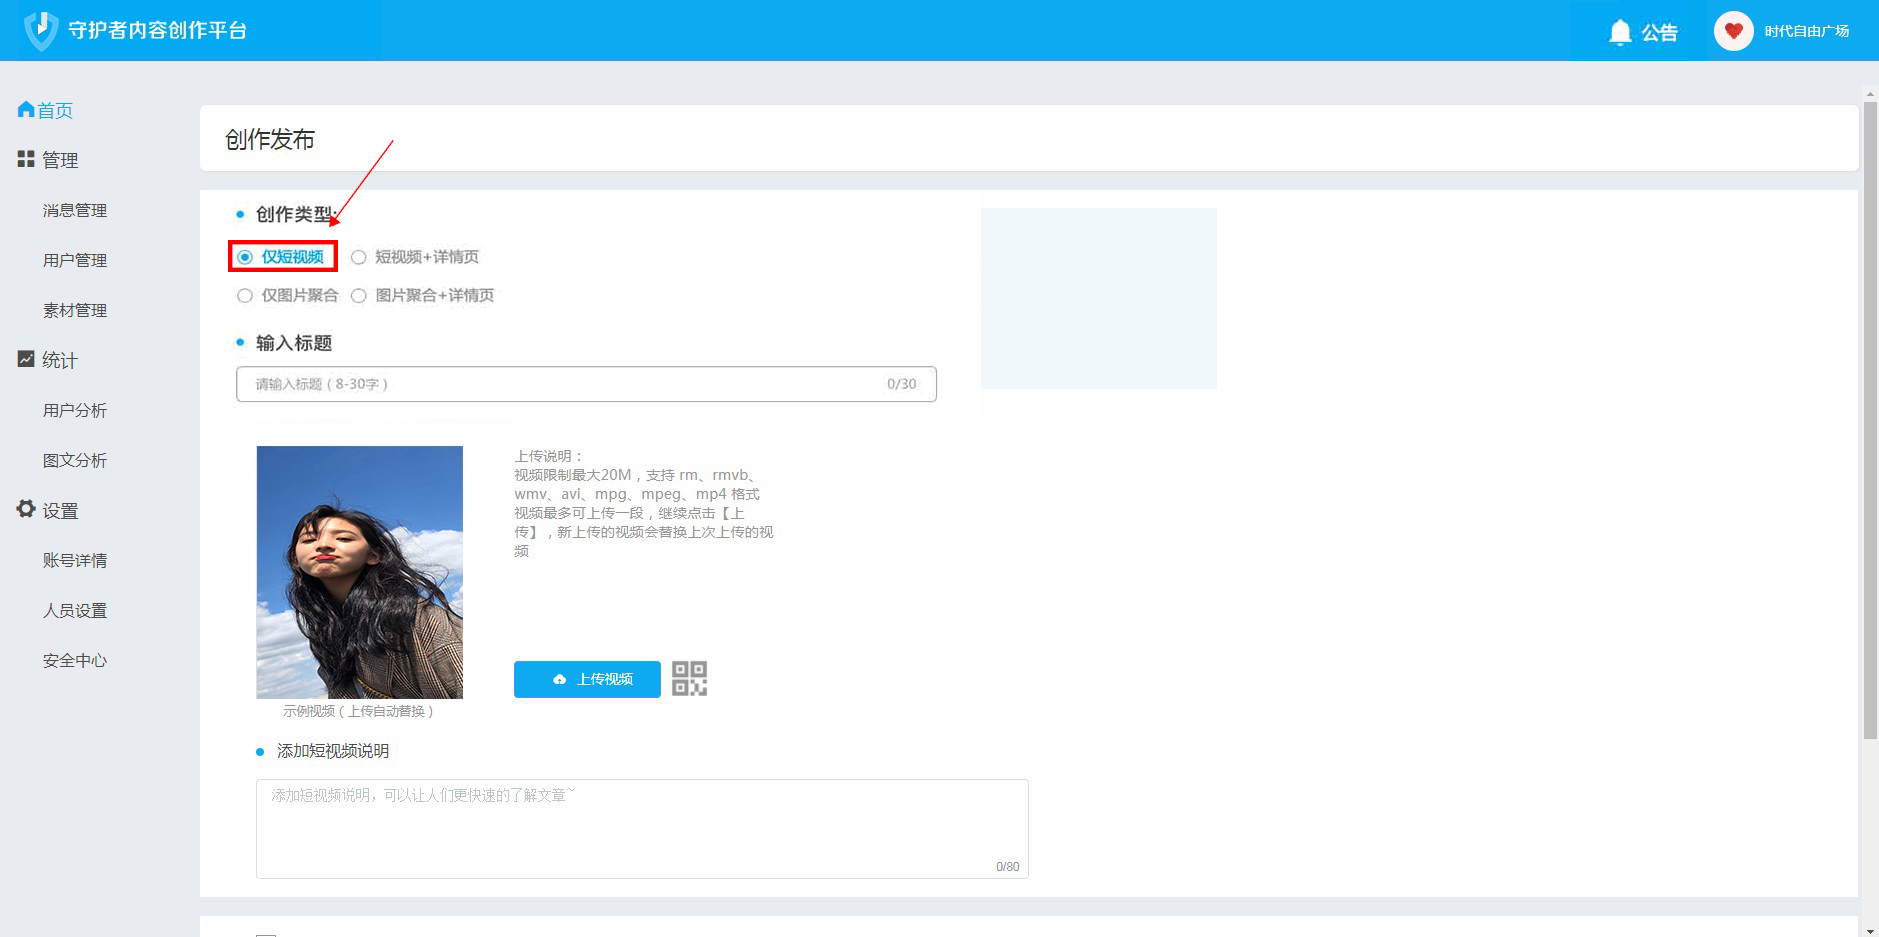 守护者内容创作平台
公告
时代自由广场
首页
管理
消息管理
用户管理
素材管理
统计
用户分析
图文分析
设置
账号详情
人员设置
安全中心
创作发布
创作类型:
仅短视频
短视频+详情页
仅图片聚合
图片聚合+详情页
输入标题
请输入标题（8-30字）
0/30
上传说明：
视频限制最大20M，支持 rm、rmvb、
wmv、avi、mpg、mpeg、mp4 格式
视频最多可上传一段，继续点击【上
传】，新上传的视频会替换上次上传的视
频
上传视频
示例视频（上传自动替换）
添加短视频说明
添加短视频说明，可以让人们更快速的了解文章~
0/80